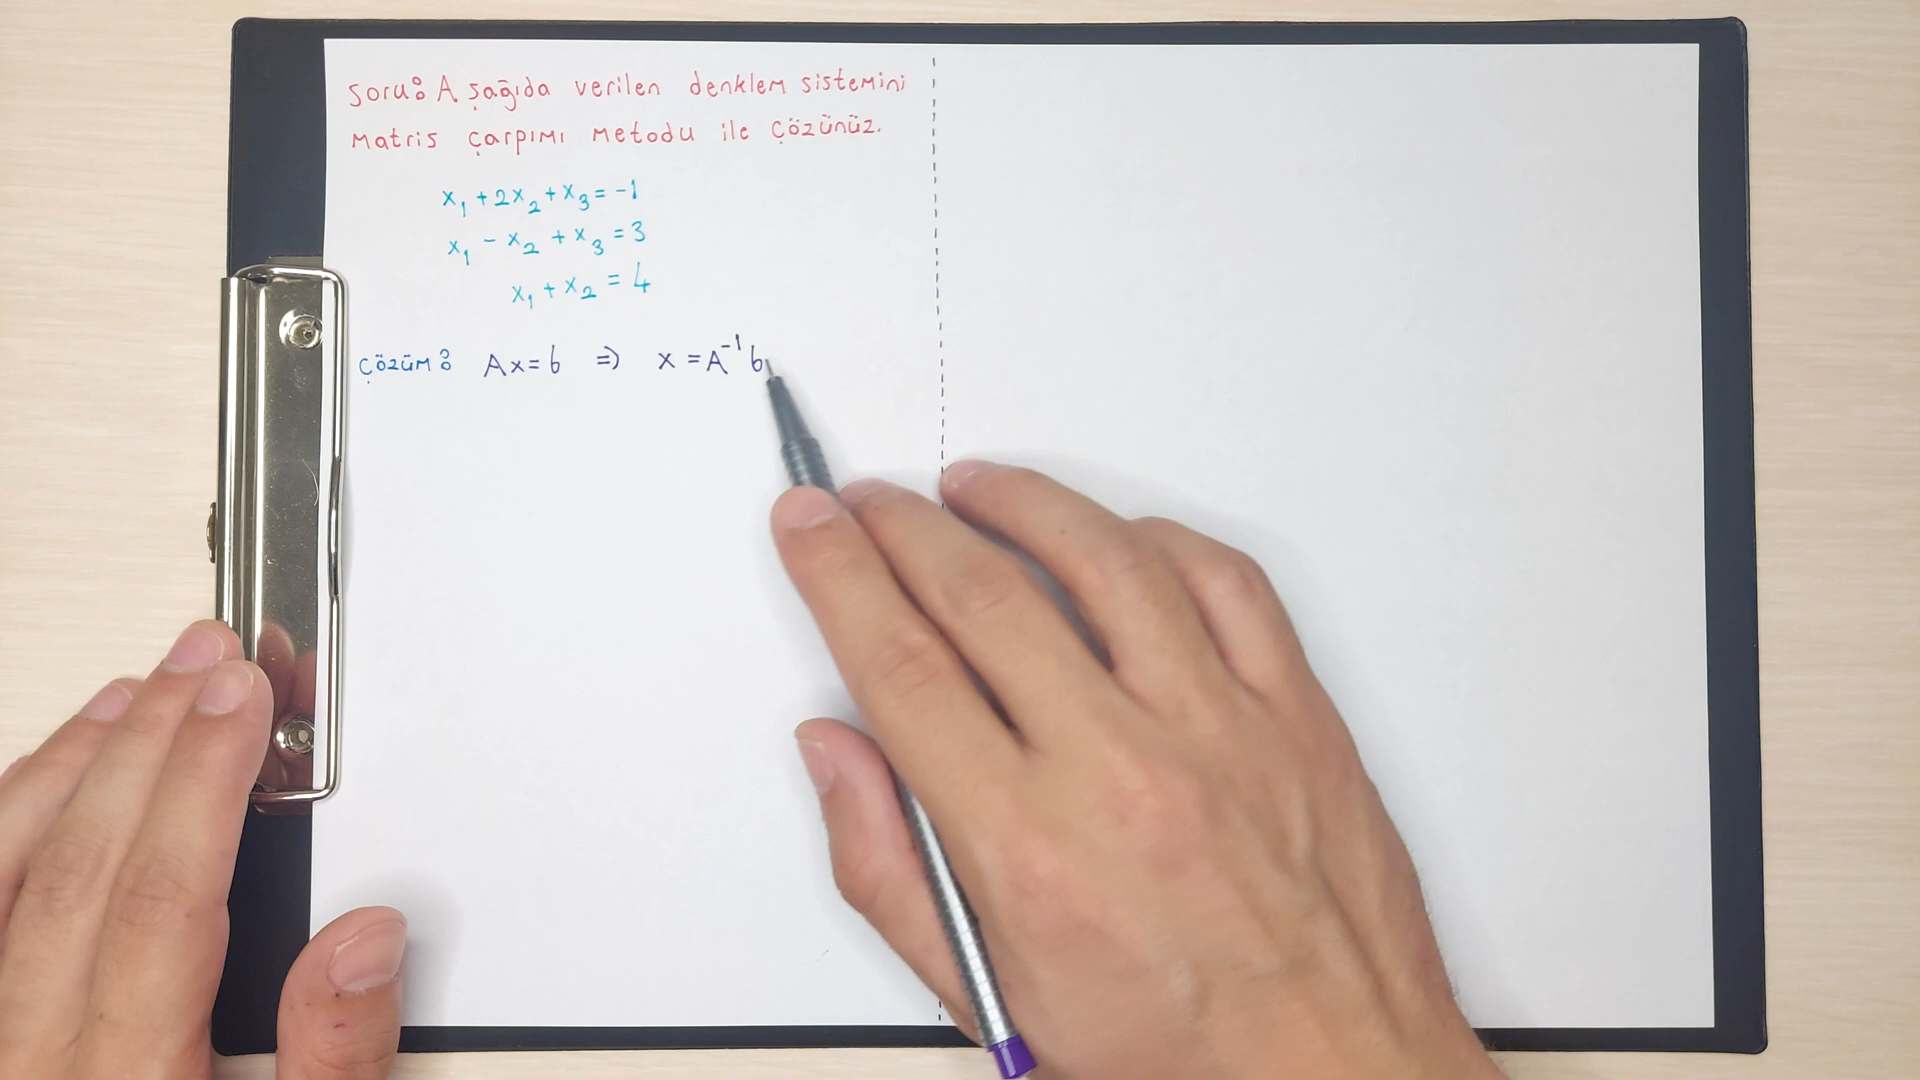 Soru: Aşağıda verilen denklem sistemini
Matris çarpımı metodu ile çözünüz.
x₁ + 2x₂ + x₃ = -1
x₁ - x₂ + x₃ = 3
x₁ + x₂ = 4
Çözüm: Ax = b ⇒ x = A⁻¹b